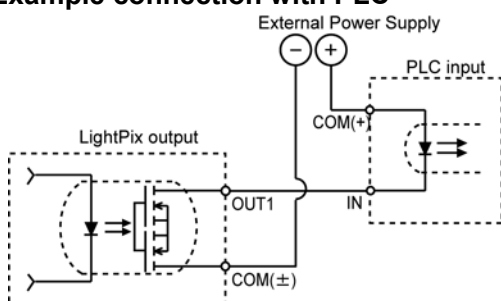 Example connection with PLC
External Power Supply
− +
PLC input
COM(+)
LightPix output
OUT1
IN
COM(±)